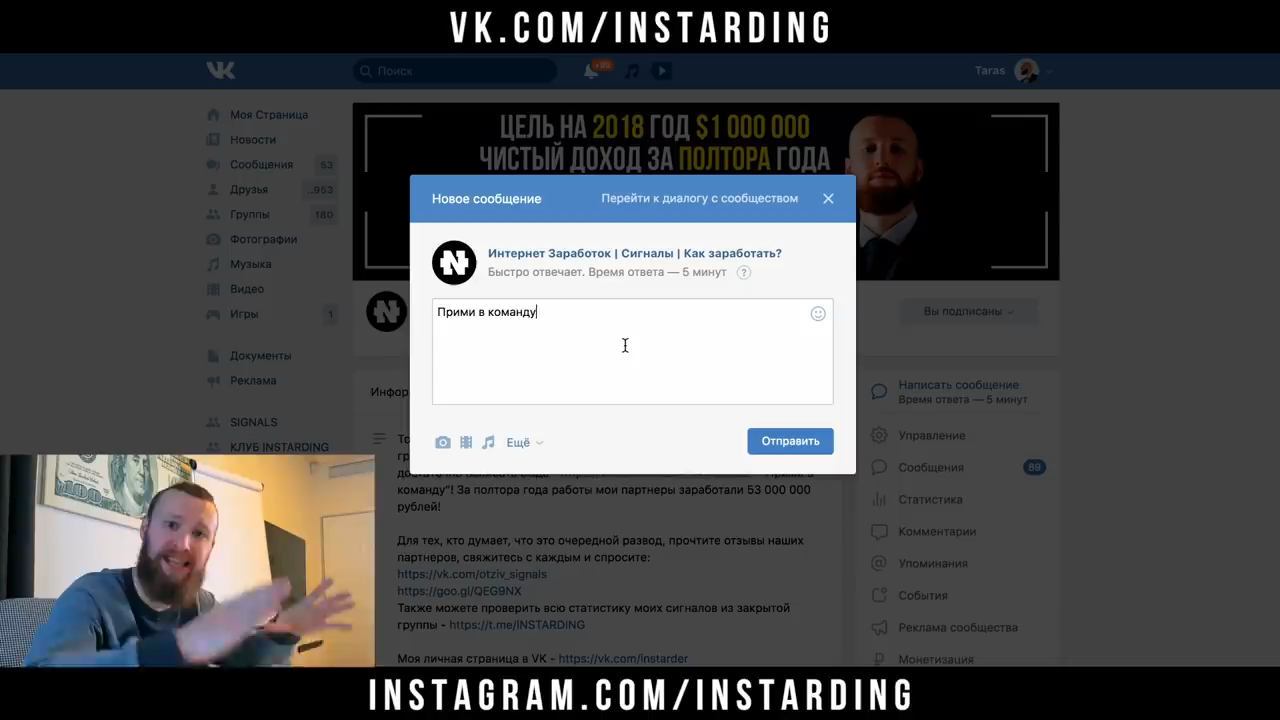 VK.COM/INSTARDING
Поиск
+99
Taras
Моя Страница
Новости
Сообщения 53
Друзья ..953
Группы 180
Фотографии
Музыка
Видео
Игры 1
Документы
Реклама
SIGNALS
КЛУБ INSTARDING
ЦЕЛЬ НА 2018 ГОД $1 000 000
ЧИСТЫЙ ДОХОД ЗА ПОЛТОРА ГОДА
Новое сообщение
Перейти к диалогу с сообществом
Интернет Заработок | Сигналы | Как заработать?
Быстро отвечает. Время ответа — 5 минут ?
Прими в команду
Ещё
Отправить
Вы подписаны
Инфор
команду"! За полтора года работы мои партнеры заработали 53 000 000
рублей!
Для тех, кто думает, что это очередной развод, прочтите отзывы наших
партнеров, свяжитесь с каждым и спросите:
https://vk.com/otziv_signals
https://goo.gl/QEG9NX
Также можете проверить всю статистику моих сигналов из закрытой
группы - https://t.me/INSTARDING
Моя личная страница в VK - https://vk.com/instarder
Написать сообщение
Время ответа — 5 минут
Управление
Сообщения 89
Статистика
Комментарии
Упоминания
События
Реклама сообщества
Монетизация
100
INSTAGRAM.COM/INSTARDING